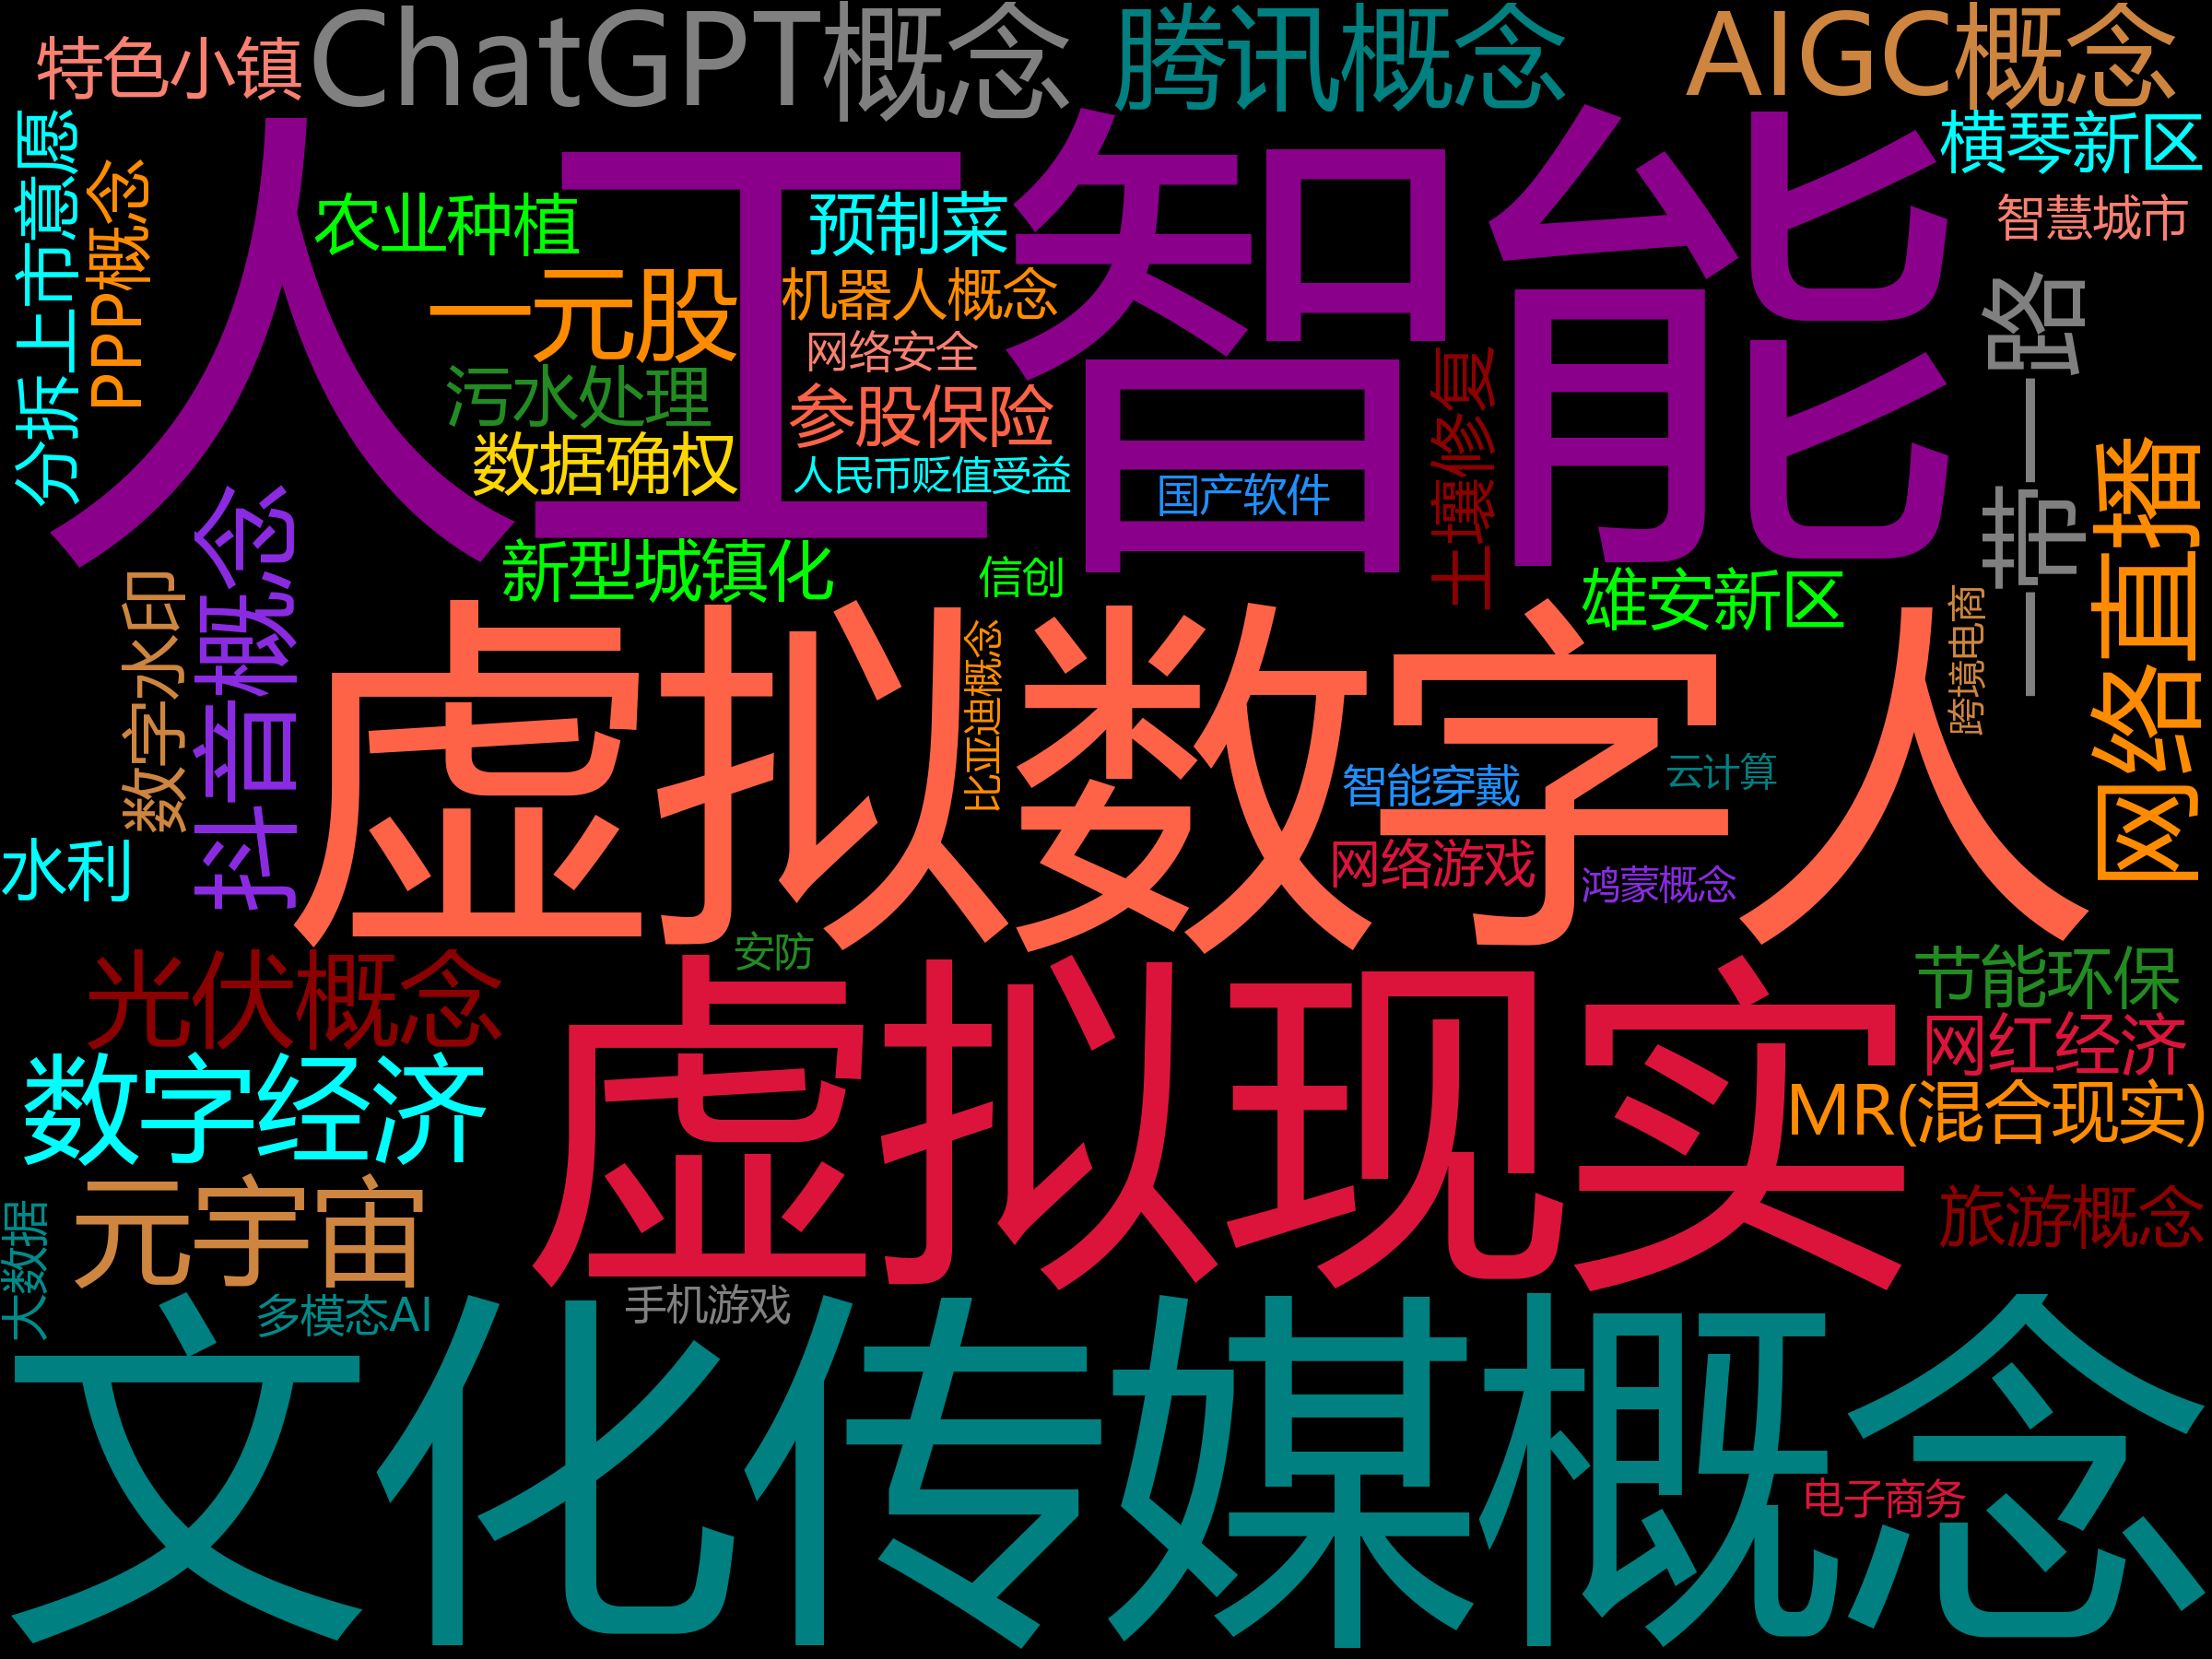 特色小镇
ChatGPT概念
腾讯概念
AIGC概念
分拆上市意愿
PPP概念
人工智能
横琴新区
智慧城市
农业种植
预制菜
一元股
机器人概念
网络安全
污水处理
参股保险
数据确权
人民币贬值受益
国产软件
土壤修复
一带一路
网络直播
抖音概念
数字水印
新型城镇化
信创
雄安新区
虚拟数字人
比亚迪概念
跨境电商
智能穿戴
云计算
网络游戏
鸿蒙概念
水利
安防
光伏概念
节能环保
虚拟现实
网红经济
数字经济
MR(混合现实)
元宇宙
旅游概念
大数据
多模态AI
手机游戏
文化传媒概念
电子商务